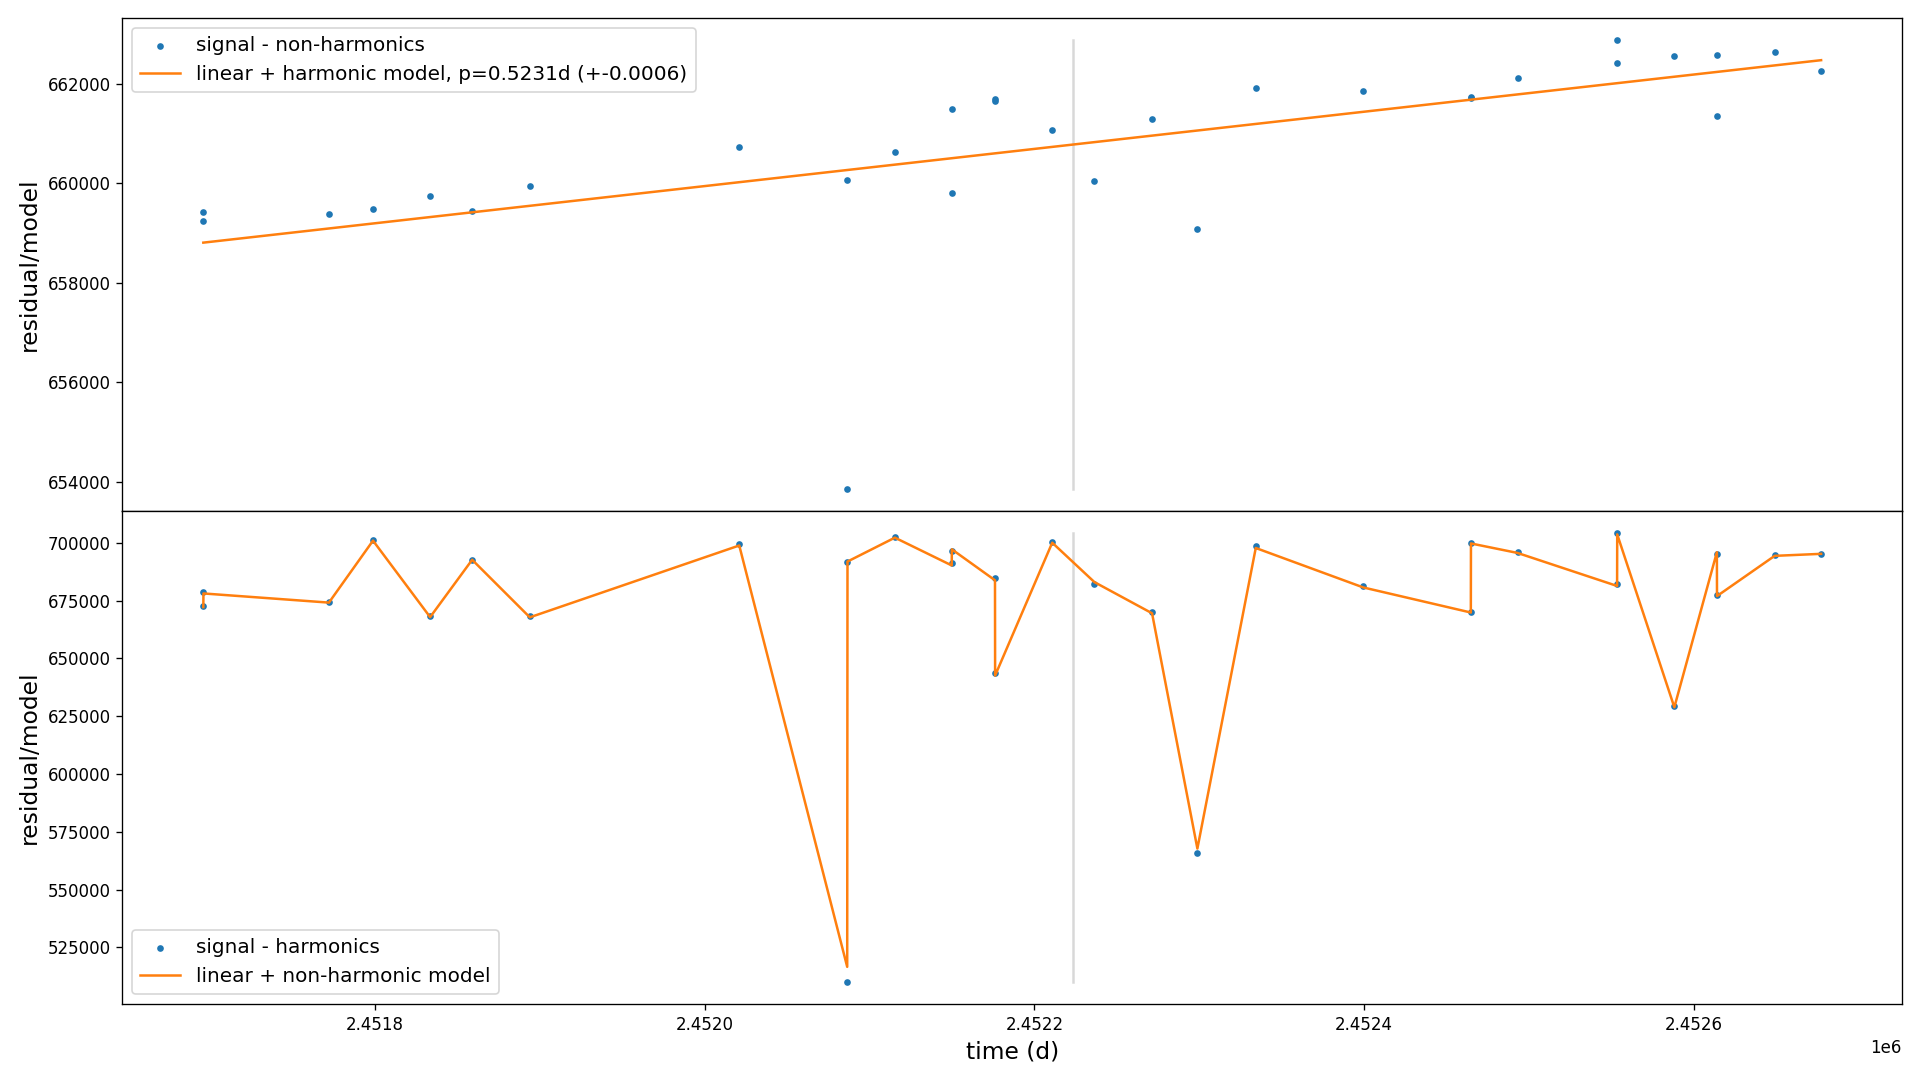 signal - non-harmonics
linear + harmonic model, p=0.5231d (+-0.0006)
residual/model
662000
660000
658000
656000
654000
700000
675000
650000
625000
600000
575000
550000
525000
residual/model
signal - harmonics
linear + non-harmonic model
2.4518 2.4520 2.4522 2.4524 2.4526
time (d)
1e6